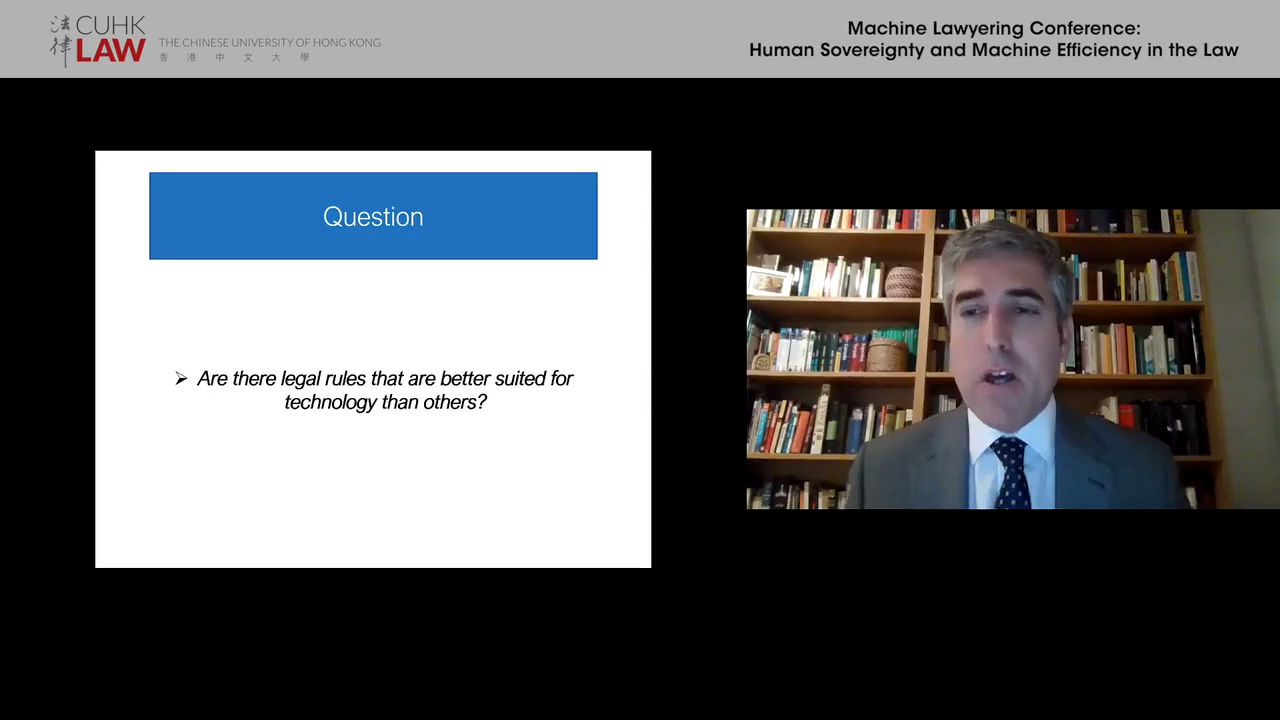 法律
CUHK
LAW
THE CHINESE UNIVERSITY OF HONG KONG
香港中文大學
Machine Lawyering Conference:
Human Sovereignty and Machine Efficiency in the Law
Question
➢ Are there legal rules that are better suited for
technology than others?